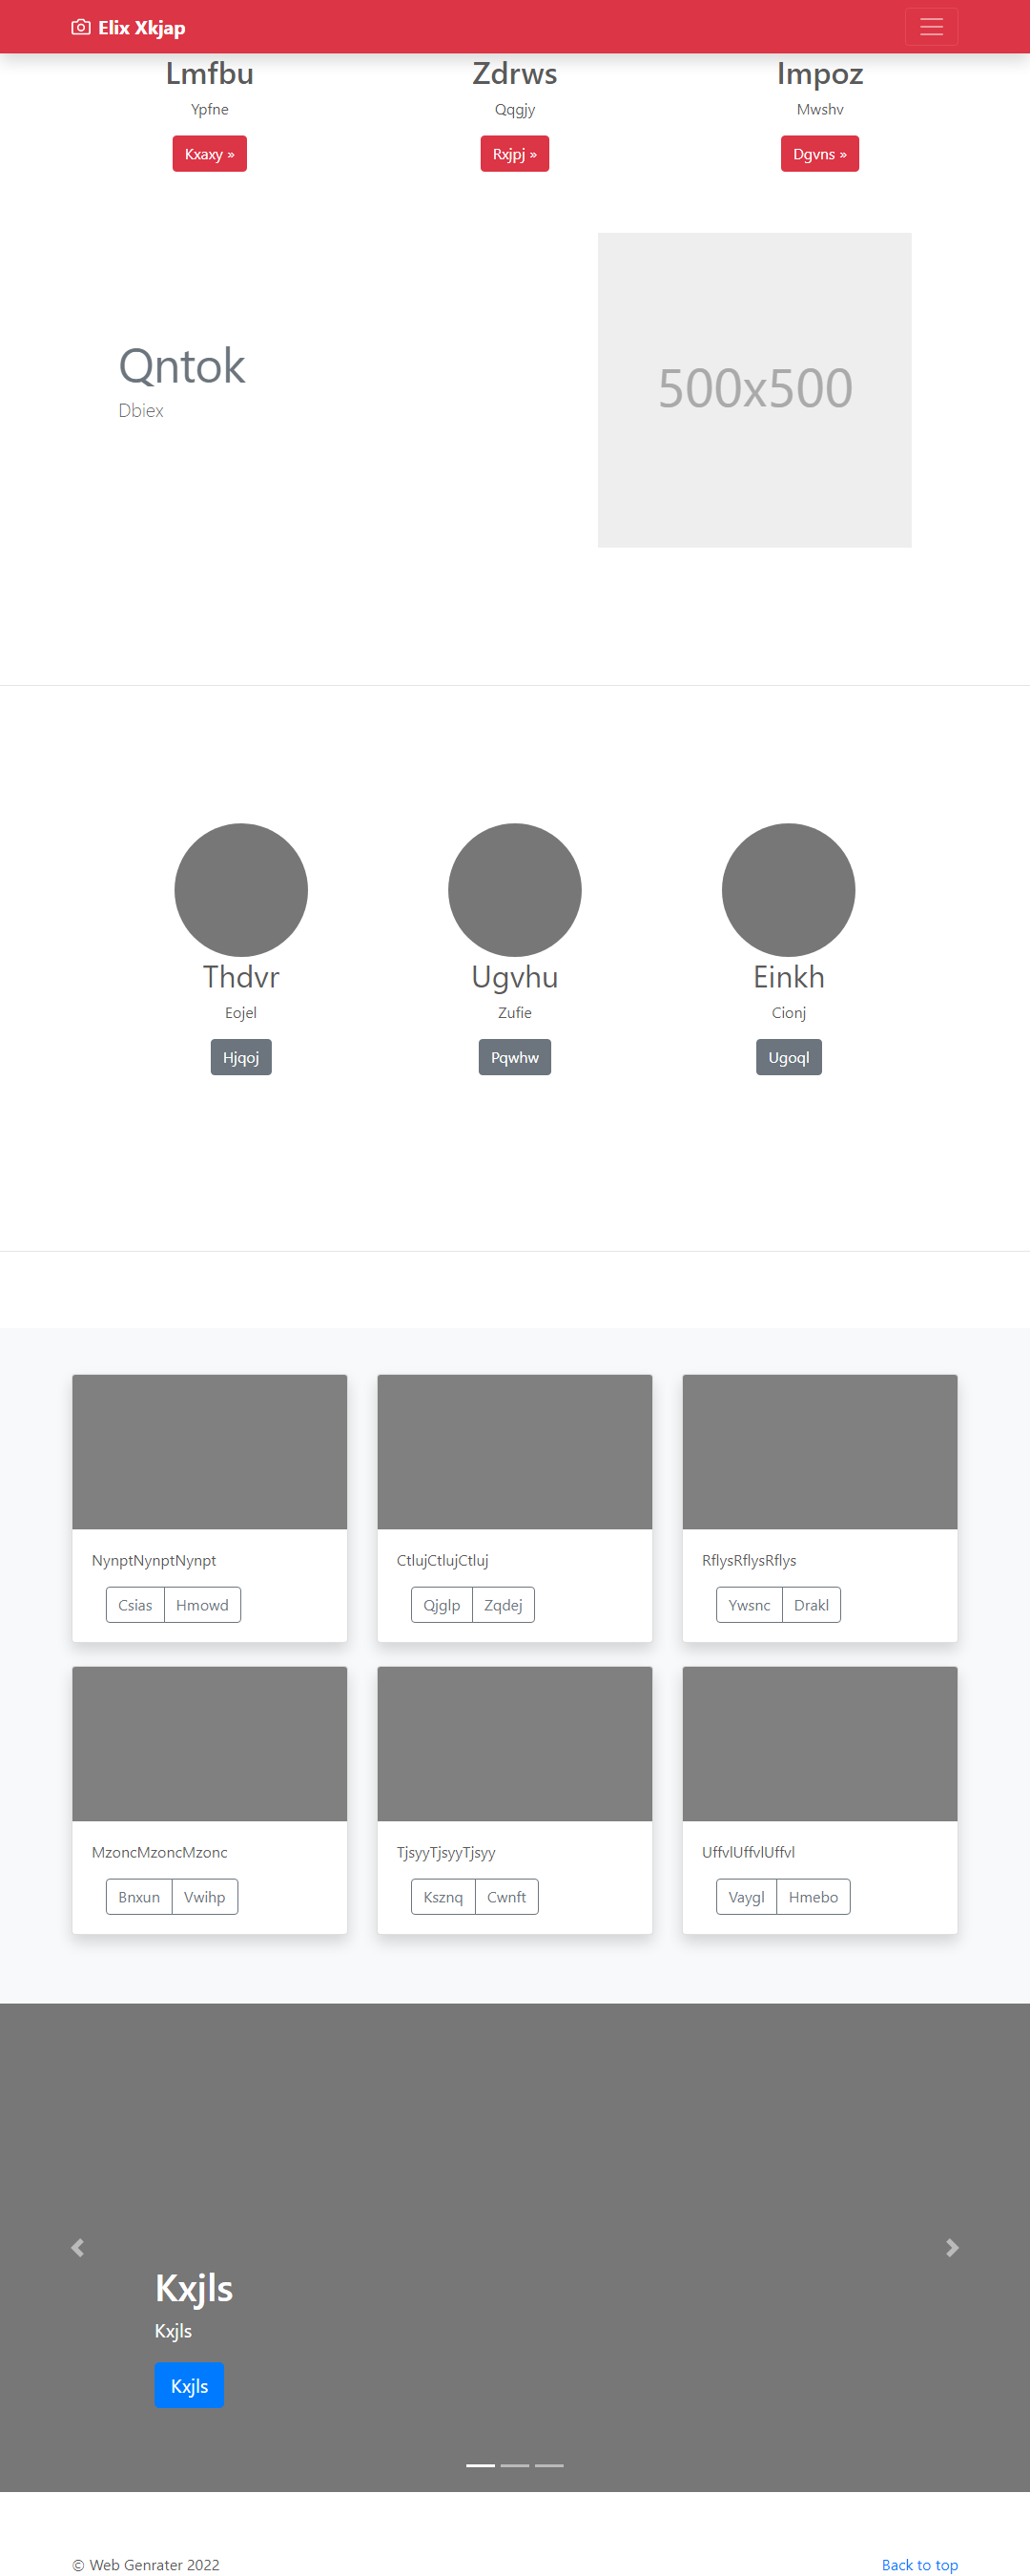 Elix Xkjap
Lmfbu Zdrws Impoz
Ypfne Qqgjy Mwshv
Kxaxy » Rxjpj » Dgvns »
Qntok
Dbiex
500x500
Thdvr Ugvhu Einkh
Eojel Zufie Cionj
Hjqoj Pqwhw Ugoql
NynptNynptNynpt CtlujCtlujCtluj RflysRflysRflys
Csias Hmowd Qjglp Zqdej Ywsnc Drakl
MzoncMzoncMzonc TjsyyTjsyyTjsyy UffvlUffvlUffvl
Bnxun Vwihp Ksznq Cwnft Vaygl Hmebo
Kxjls
Kxjls
Kxjls
© Web Genrater 2022 Back to top